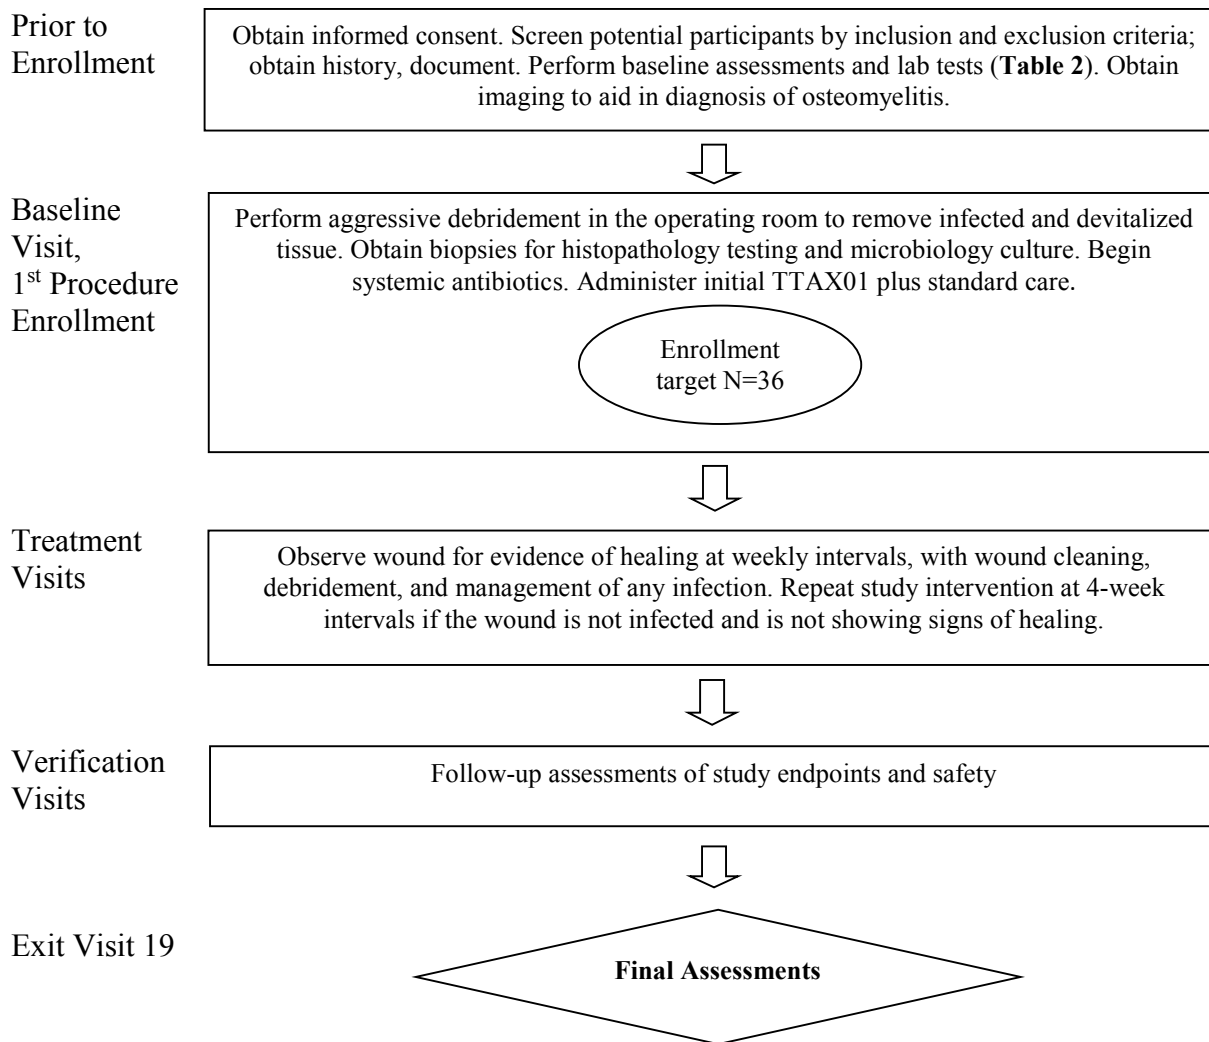 Prior to
Enrollment
Obtain informed consent. Screen potential participants by inclusion and exclusion criteria;
obtain history, document. Perform baseline assessments and lab tests (Table 2). Obtain
imaging to aid in diagnosis of osteomyelitis.
Baseline
Visit,
1st Procedure
Enrollment
Perform aggressive debridement in the operating room to remove infected and devitalized
tissue. Obtain biopsies for histopathology testing and microbiology culture. Begin
systemic antibiotics. Administer initial TTAX01 plus standard care.
Enrollment
target N=36
Treatment
Visits
Observe wound for evidence of healing at weekly intervals, with wound cleaning,
debridement, and management of any infection. Repeat study intervention at 4-week
intervals if the wound is not infected and is not showing signs of healing.
Verification
Visits
Follow-up assessments of study endpoints and safety
Exit Visit 19
Final Assessments